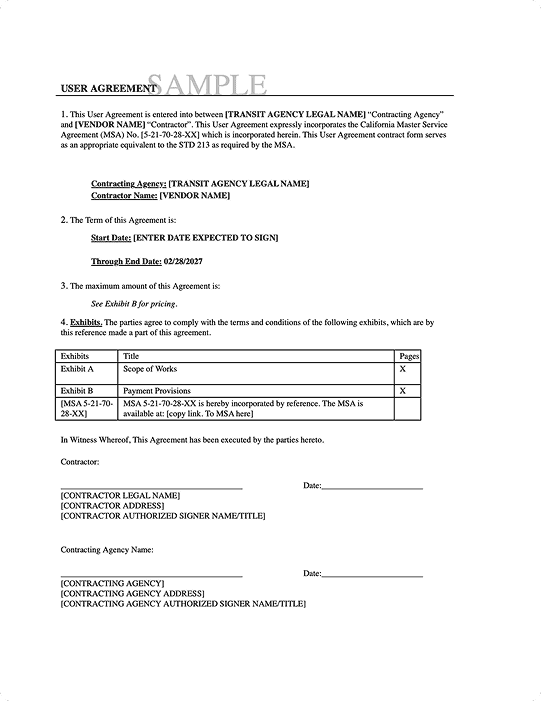 SAMPLE
USER AGREEMENT
1. This User Agreement is entered into between [TRANSIT AGENCY LEGAL NAME] “Contracting Agency”
and [VENDOR NAME] “Contractor”. This User Agreement expressly incorporates the California Master Service
Agreement (MSA) No. [5-21-70-28-XX] which is incorporated herein. This User Agreement contract form serves
as an appropriate equivalent to the STD 213 as required by the MSA.
Contracting Agency: [TRANSIT AGENCY LEGAL NAME]
Contractor Name: [VENDOR NAME]
2. The Term of this Agreement is:
Start Date: [ENTER DATE EXPECTED TO SIGN]
Through End Date: 02/28/2027
3. The maximum amount of this Agreement is:
See Exhibit B for pricing.
4. Exhibits. The parties agree to comply with the terms and conditions of the following exhibits, which are by
this reference made a part of this agreement.
Exhibits Title Pages
Exhibit A Scope of Works X
Exhibit B Payment Provisions X
[MSA 5-21-70- MSA 5-21-70-28-XX is hereby incorporated by reference. The MSA is
28-XX] available at: [copy link. To MSA here]
In Witness Whereof, This Agreement has been executed by the parties hereto.
Contractor:
Date:
[CONTRACTOR LEGAL NAME]
[CONTRACTOR ADDRESS]
[CONTRACTOR AUTHORIZED SIGNER NAME/TITLE]
Contracting Agency Name:
Date:
[CONTRACTING AGENCY]
[CONTRACTING AGENCY ADDRESS]
[CONTRACTING AGENCY AUTHORIZED SIGNER NAME/TITLE]